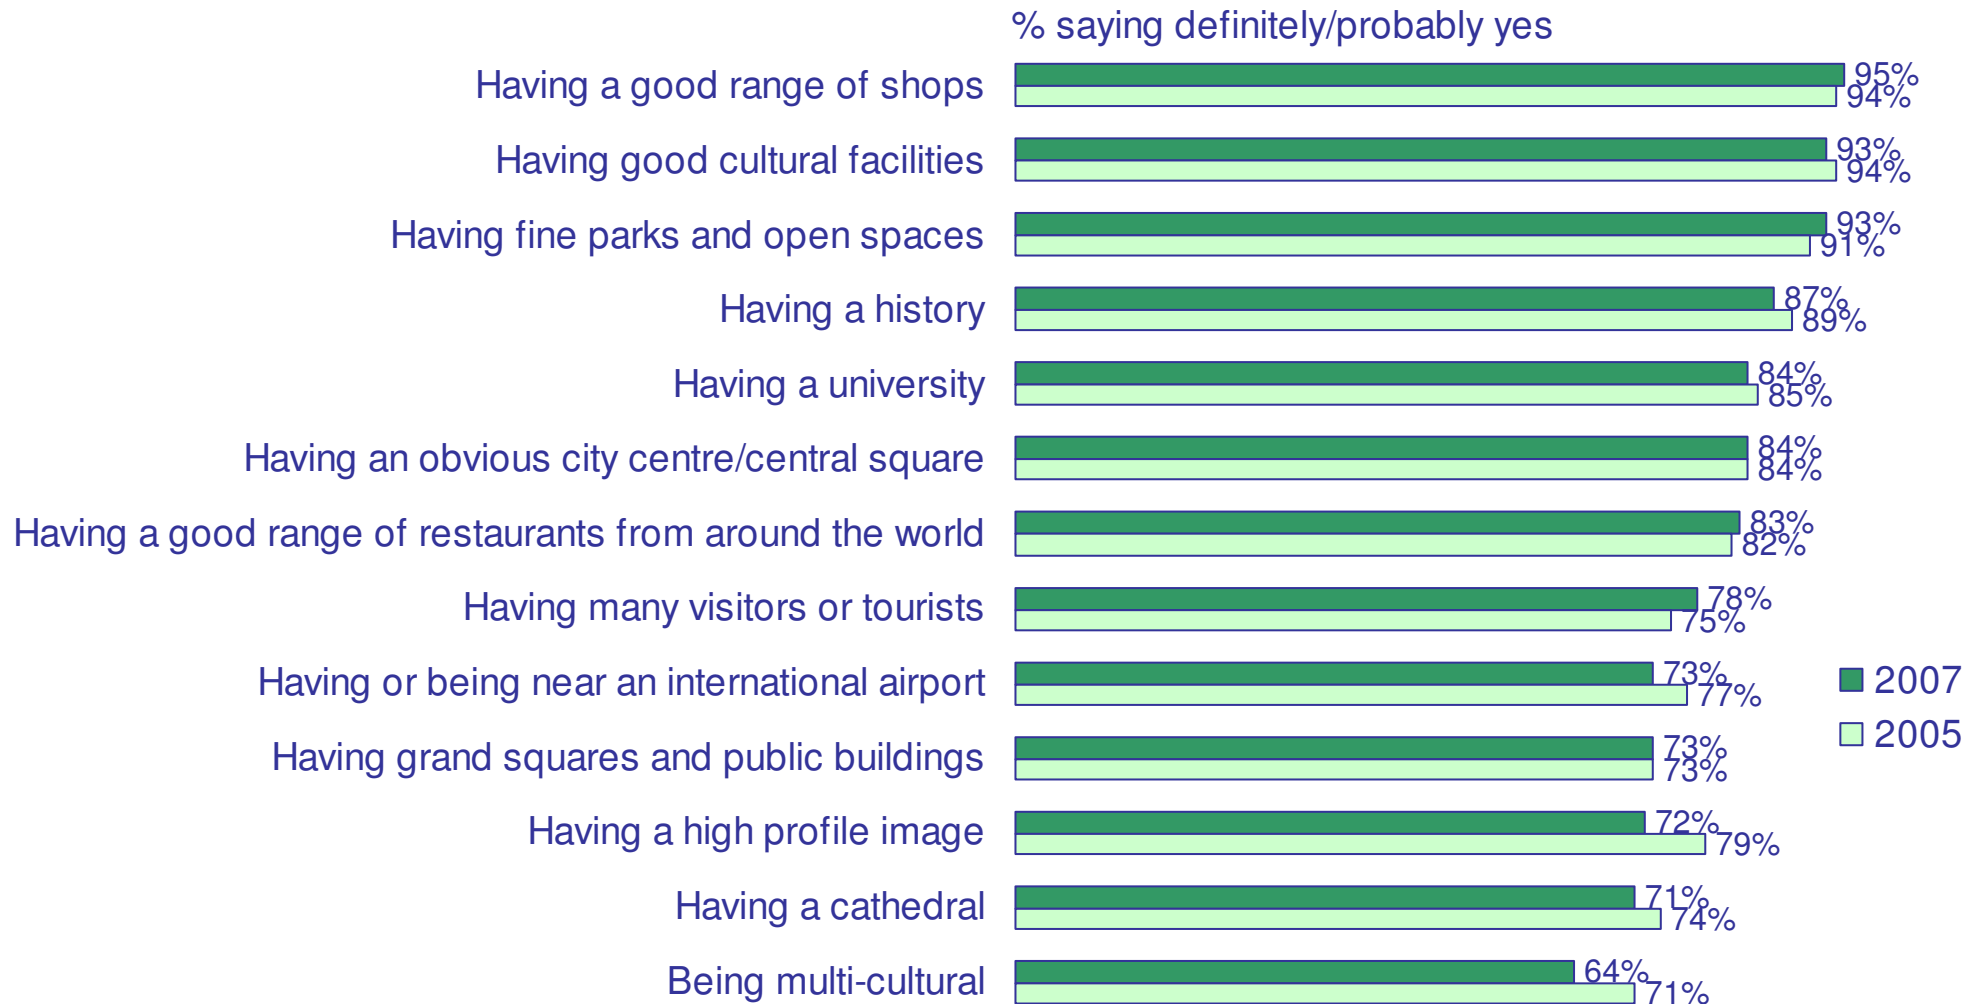 % saying definitely/probably yes
Having a good range of shops
95%
94%
Having good cultural facilities
93%
94%
Having fine parks and open spaces
93%
91%
Having a history
87%
89%
Having a university
84%
85%
Having an obvious city centre/central square
84%
84%
Having a good range of restaurants from around the world
83%
82%
Having many visitors or tourists
78%
75%
Having or being near an international airport
73%
77%
2007
Having grand squares and public buildings
73%
73%
2005
Having a high profile image
72%
79%
Having a cathedral
71%
74%
Being multi-cultural
64%
71%